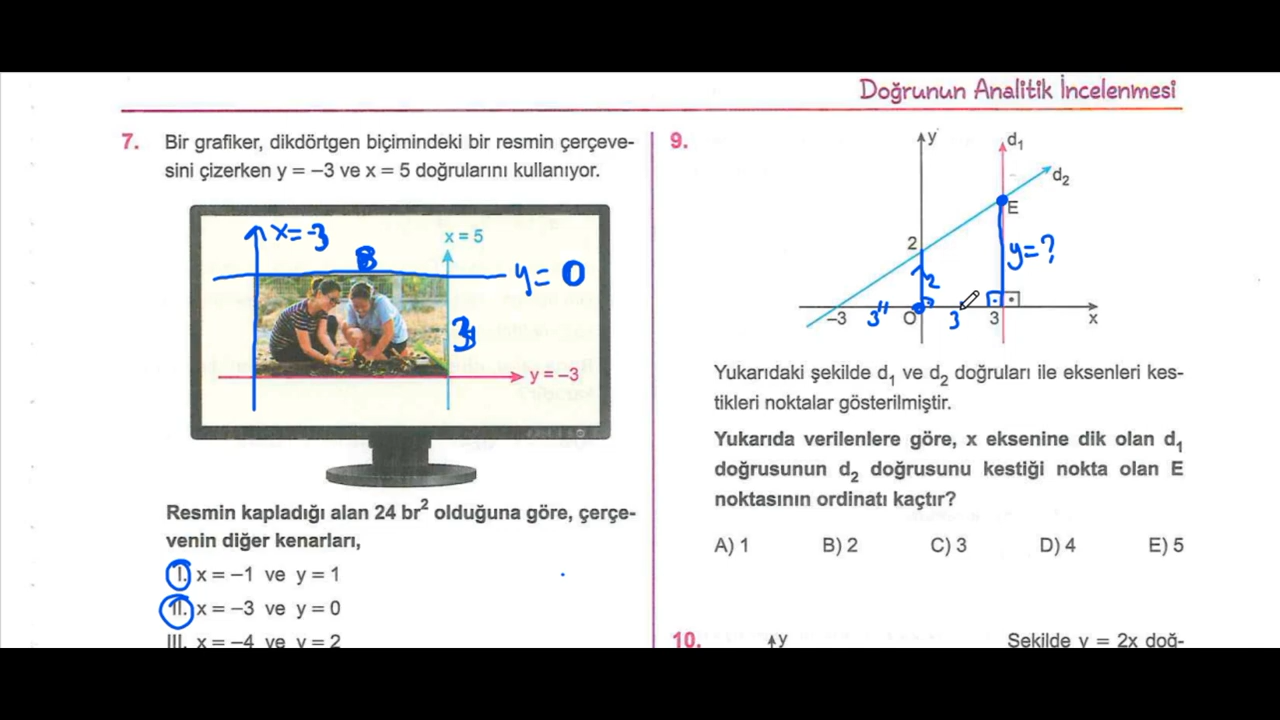 Doğrunun Analitik İncelenmesi
7. Bir grafiker, dikdörtgen biçimindeki bir resmin çerçeve-
sini çizerken y = −3 ve x = 5 doğrularını kullanıyor.
x=-3
x = 5
8
y= 0
3
y = −3
Resmin kapladığı alan 24 br² olduğuna göre, çerçe-
venin diğer kenarları,
I. x = −1 ve y = 1
II. x = −3 ve y = 0
III. x = −4 ve y = 2
9.
y
d₁
d₂
E
2
y=?
2
−3
3
O
3
3
x
Yukarıdaki şekilde d₁ ve d₂ doğruları ile eksenleri kes-
tikleri noktalar gösterilmiştir.
Yukarıda verilenlere göre, x eksenine dik olan d₁
doğrusunun d₂ doğrusunu kestiği nokta olan E
noktasının ordinatı kaçtır?
A) 1 B) 2 C) 3 D) 4 E) 5
10.
y
Şekilde y = 2x doğ-